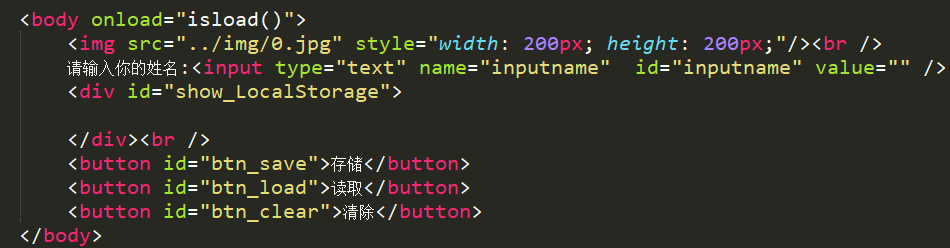 <body onload="isload()">
<img src="../img/0.jpg" style="width: 200px; height: 200px;"/><br />
请输入你的姓名:<input type="text" name="inputname"  id="inputname" value="" />
<div id="show_LocalStorage">
</div><br />
<button id="btn_save">存储</button>
<button id="btn_load">读取</button>
<button id="btn_clear">清除</button>
</body>